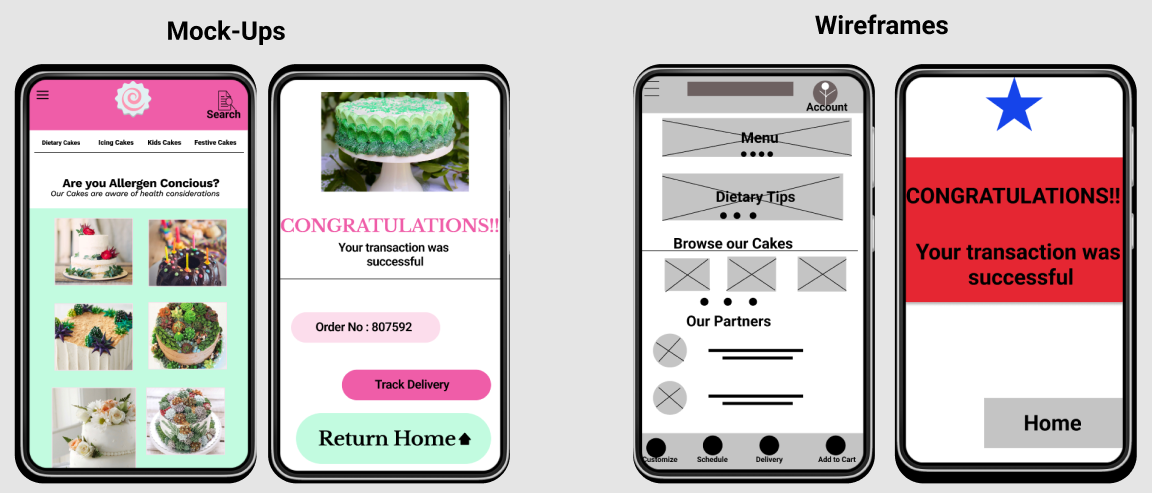 Mock-Ups
Search
Dietary Cakes Icing Cakes Kids Cakes Festive Cakes
Are you Allergen Concious?
Our Cakes are aware of health considerations
CONGRATULATIONS!!
Your transaction was
successful
Order No : 807592
Track Delivery
Return Home
Wireframes
Account
Menu
Dietary Tips
Browse our Cakes
Our Partners
Customize Schedule Delivery Add to Cart
CONGRATULATIONS!!
Your transaction was
successful
Home